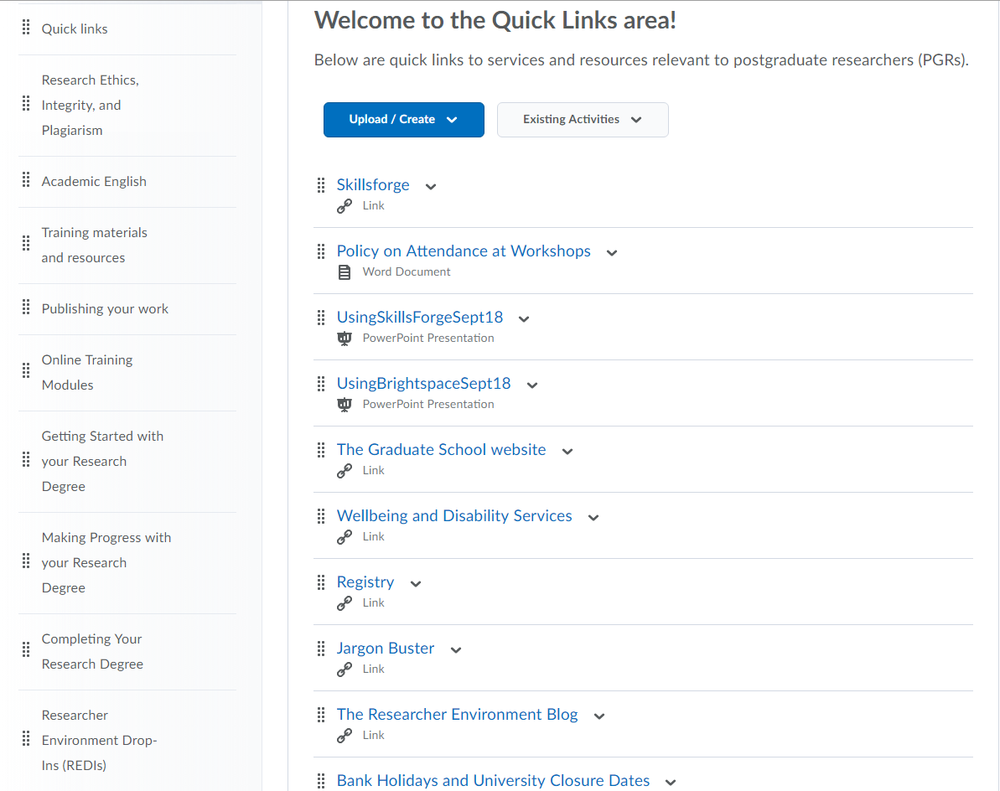 Quick links
Research Ethics,
Integrity, and
Plagiarism
Academic English
Training materials
and resources
Publishing your work
Online Training
Modules
Getting Started with
your Research
Degree
Making Progress with
your Research
Degree
Completing Your
Research Degree
Researcher
Environment Drop-
Ins (REDIs)
Welcome to the Quick Links area!
Below are quick links to services and resources relevant to postgraduate researchers (PGRs).
Upload / Create
Existing Activities
Skillsforge
Link
Policy on Attendance at Workshops
Word Document
UsingSkillsForgeSept18
PowerPoint Presentation
UsingBrightspaceSept18
PowerPoint Presentation
The Graduate School website
Link
Wellbeing and Disability Services
Link
Registry
Link
Jargon Buster
Link
The Researcher Environment Blog
Link
Bank Holidays and University Closure Dates